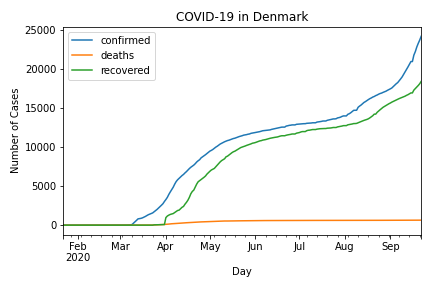 COVID-19 in Denmark
confirmed
deaths
recovered
Number of Cases
25000
20000
15000
10000
5000
0
Feb Mar Apr May Jun Jul Aug Sep
2020
Day